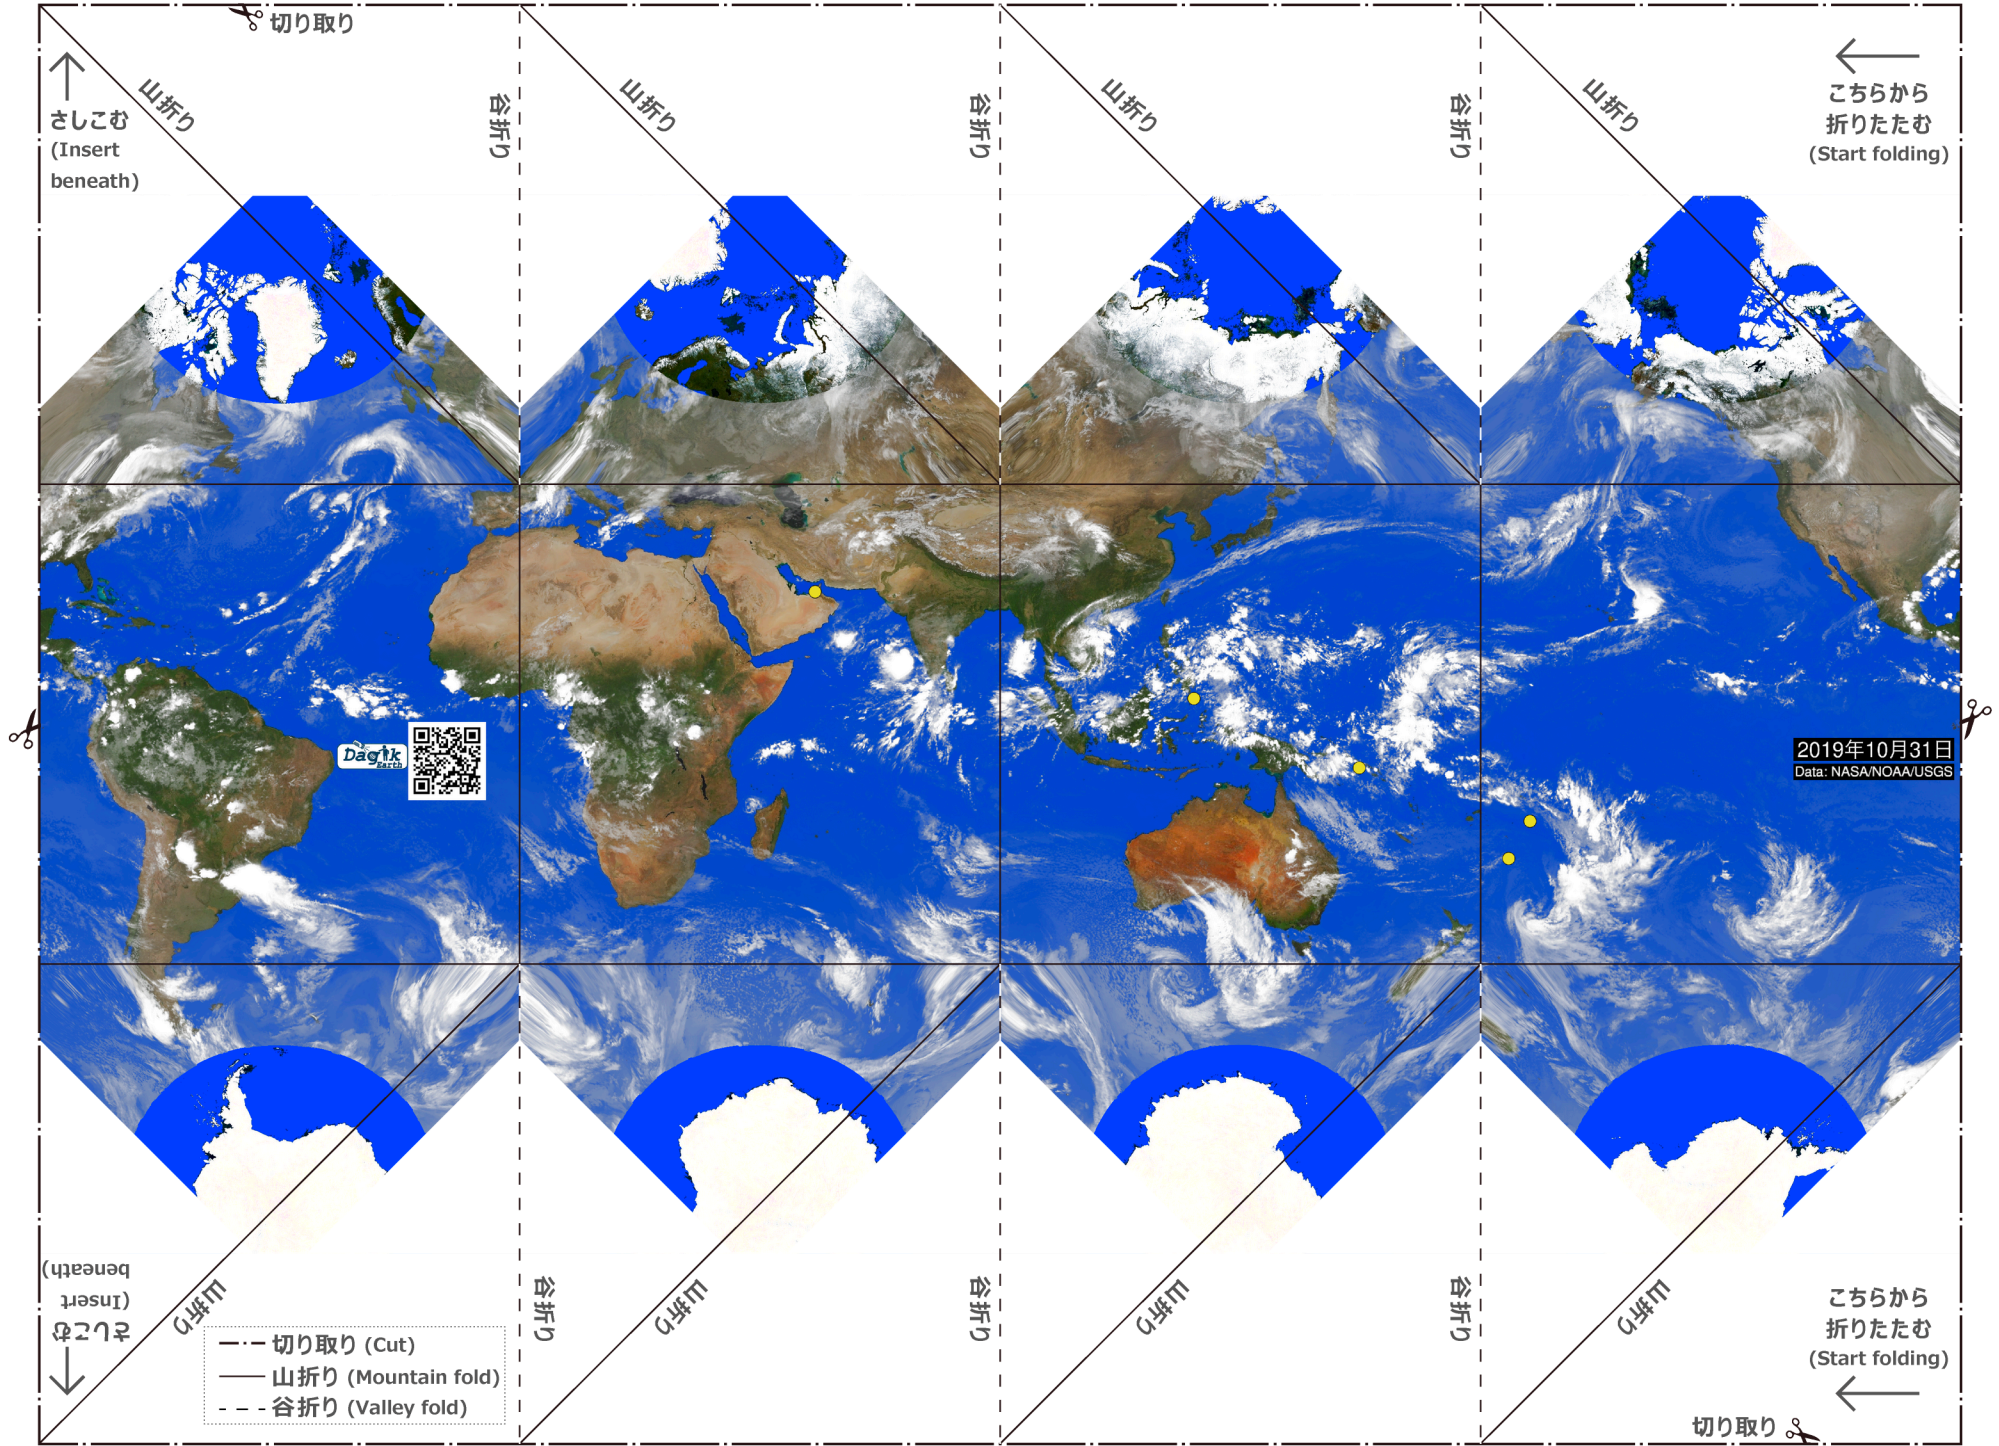 切り取り
さしこむ
(Insert
beneath)
山折り
谷折り
山折り
谷折り
山折り
谷折り
山折り
こちらから
折りたたむ
(Start folding)
Dagik
Earth
2019年10月31日
Data: NASA/NOAA/USGS
さしこむ
(Insert
beneath)
山折り
谷折り
山折り
谷折り
山折り
谷折り
山折り
こちらから
折りたたむ
(Start folding)
切り取り (Cut)
山折り (Mountain fold)
谷折り (Valley fold)
切り取り